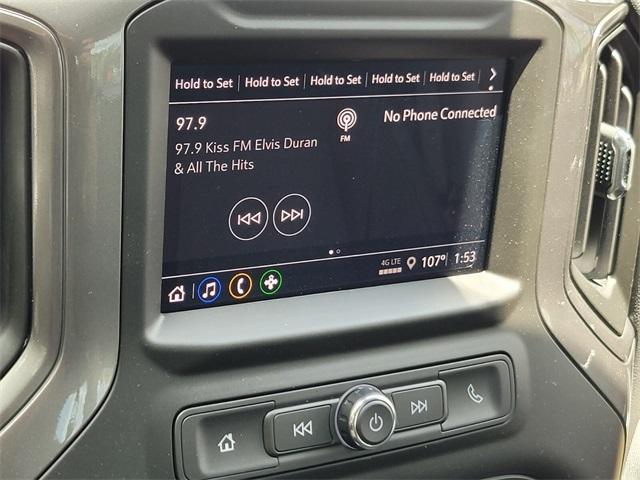 Hold to Set Hold to Set Hold to Set Hold to Set Hold to Set
97.9
FM
No Phone Connected
97.9 Kiss FM Elvis Duran
& All The Hits
4G LTE 107° 1:53